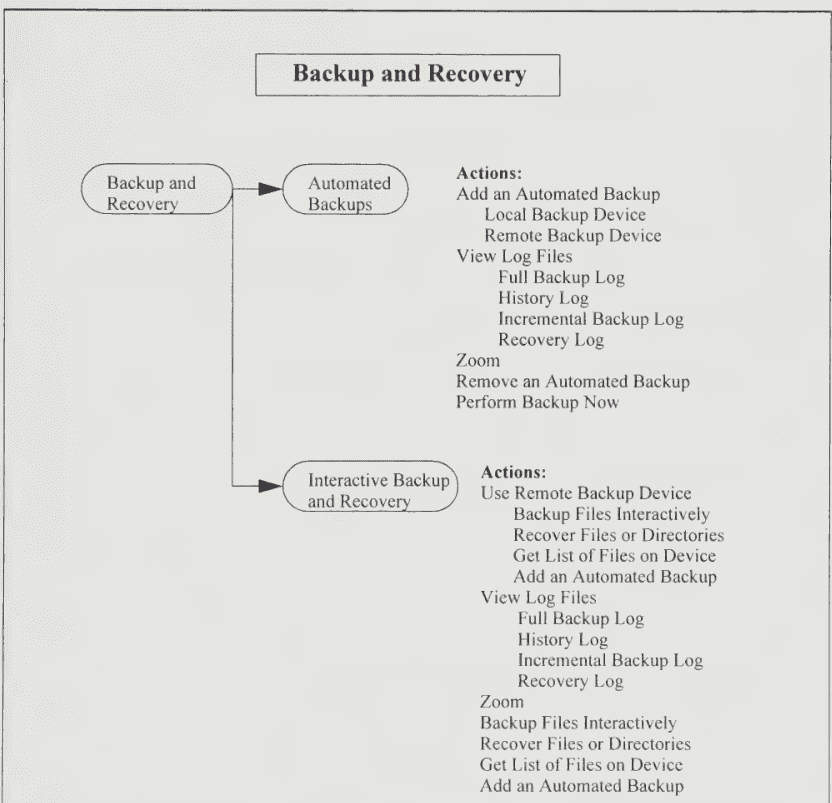 Backup and Recovery
Backup and
Recovery
Automated
Backups
Actions:
Add an Automated Backup
Local Backup Device
Remote Backup Device
View Log Files
Full Backup Log
History Log
Incremental Backup Log
Recovery Log
Zoom
Remove an Automated Backup
Perform Backup Now
Interactive Backup
and Recovery
Actions:
Use Remote Backup Device
Backup Files Interactively
Recover Files or Directories
Get List of Files on Device
Add an Automated Backup
View Log Files
Full Backup Log
History Log
Incremental Backup Log
Recovery Log
Zoom
Backup Files Interactively
Recover Files or Directories
Get List of Files on Device
Add an Automated Backup